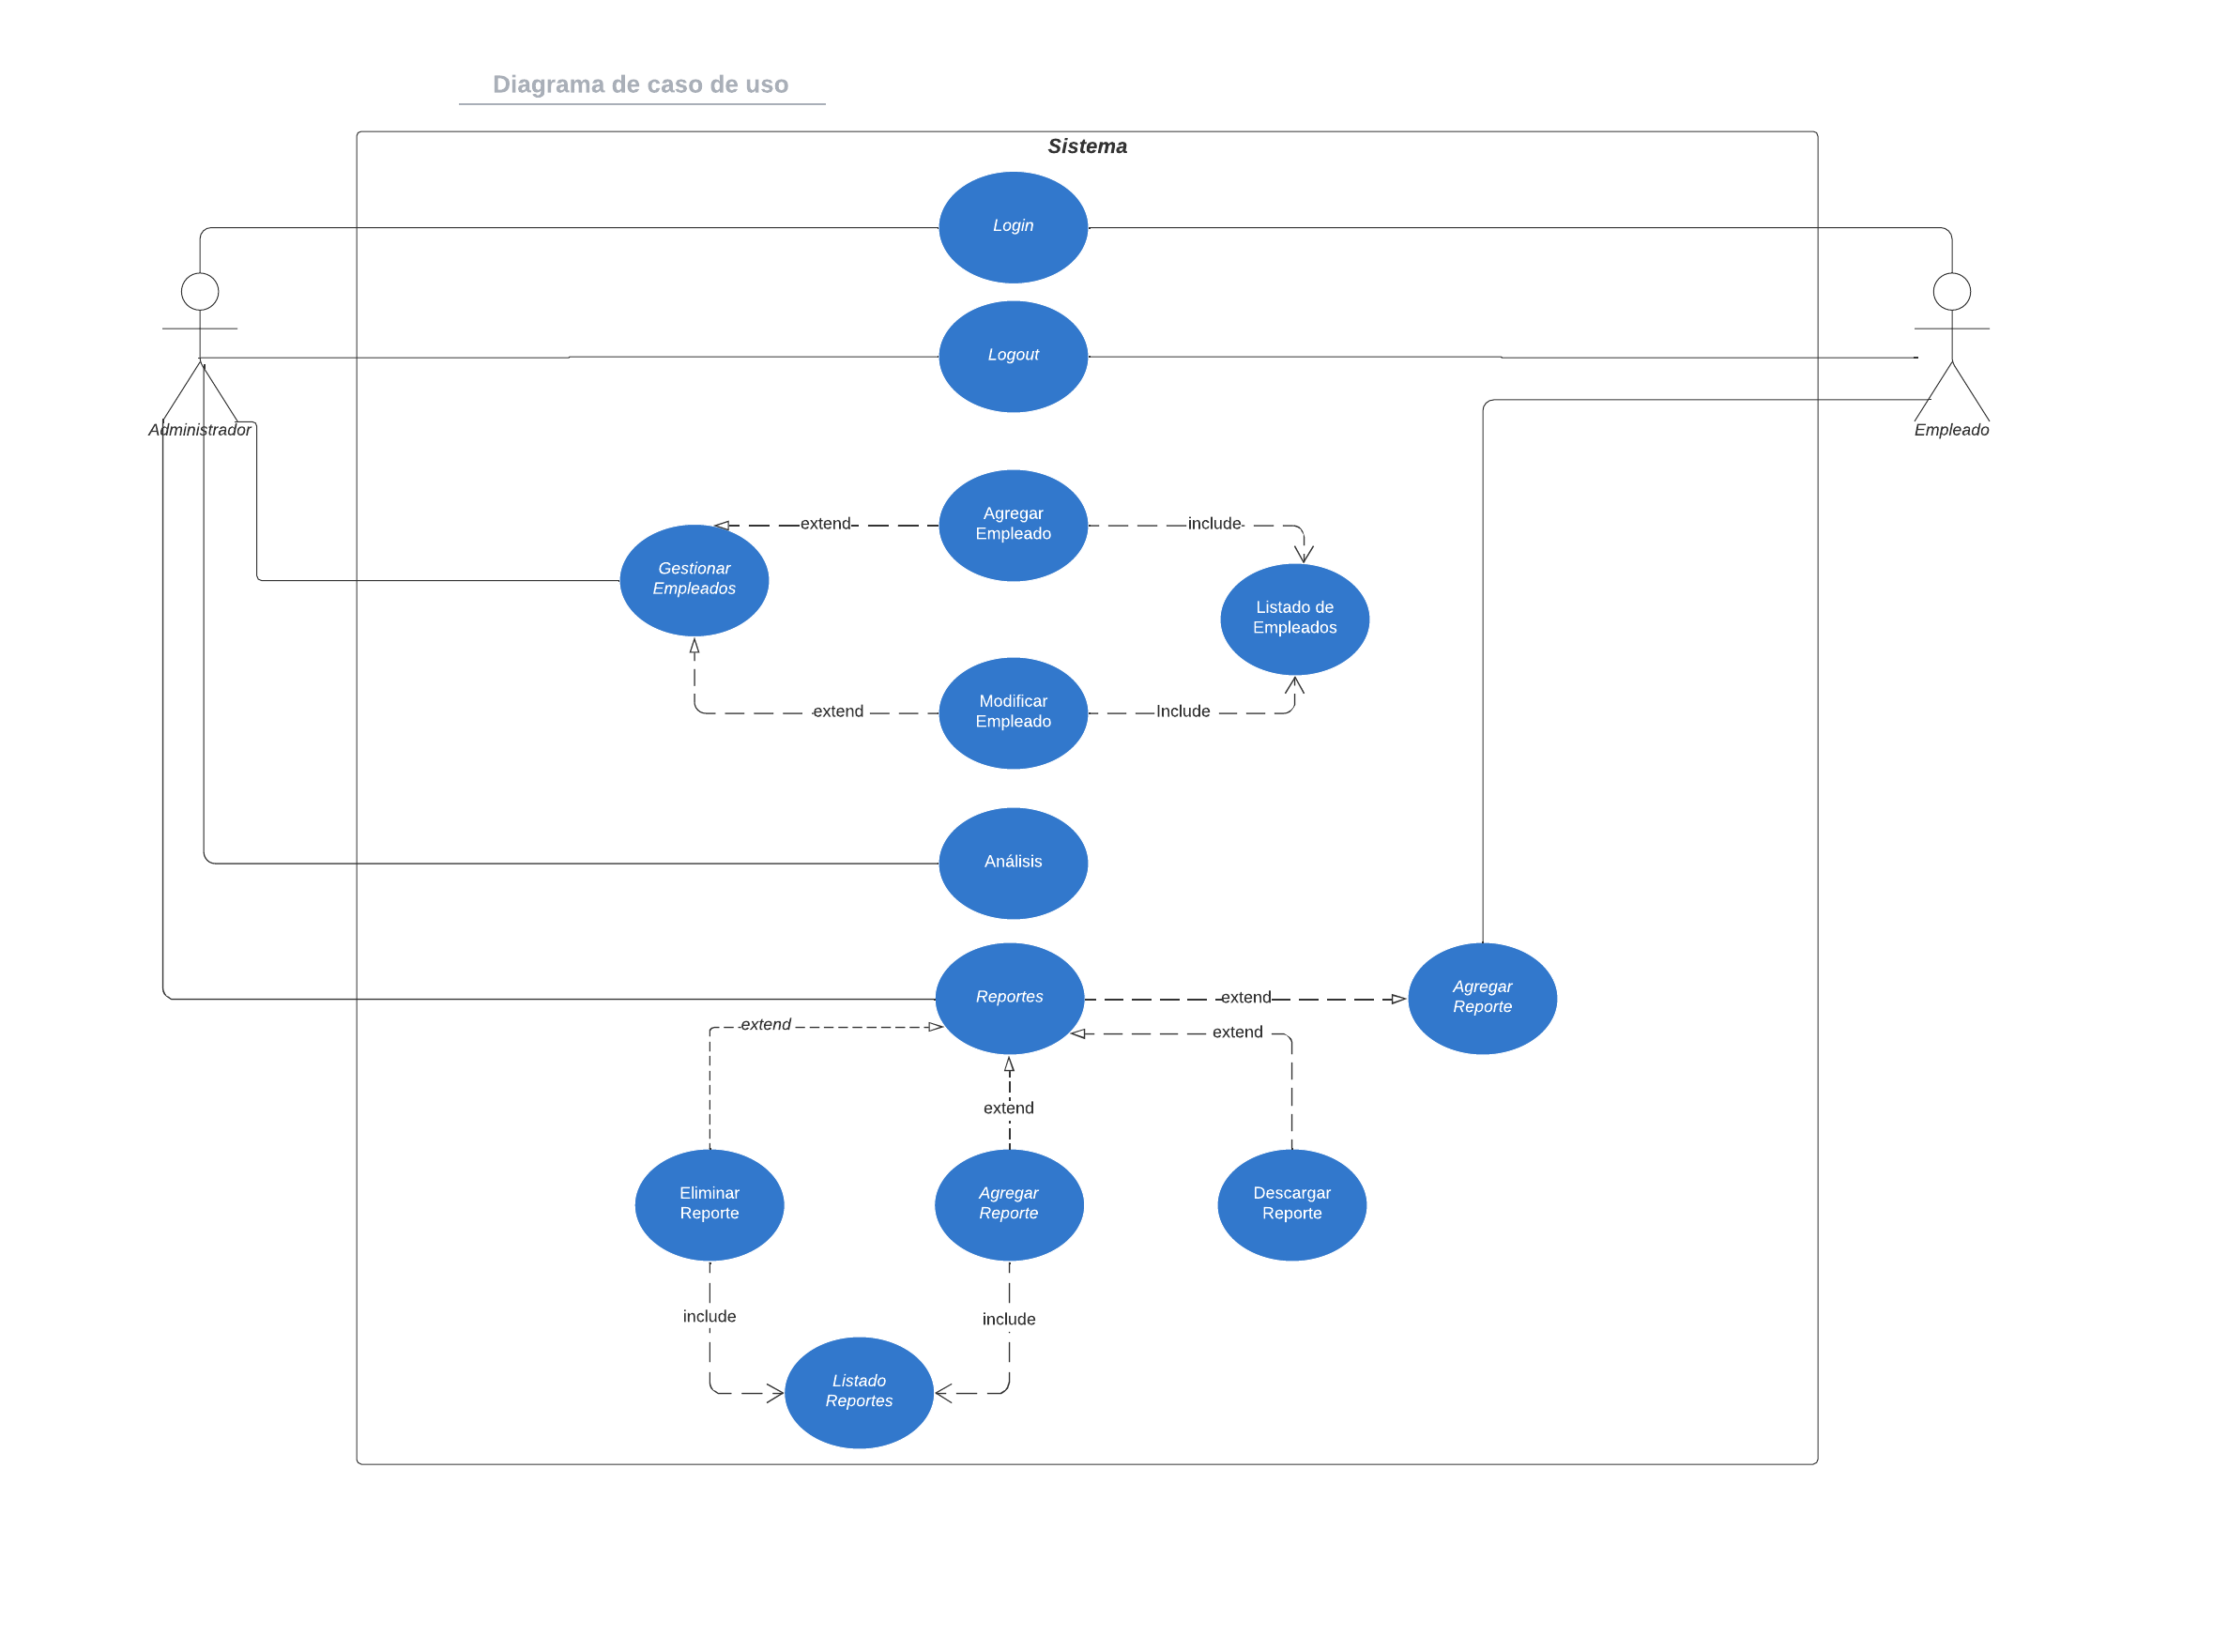 Diagrama de caso de uso
Sistema
Login
Logout
Administrador
Empleado
Agregar
Empleado
extend
include
Gestionar
Empleados
Listado de
Empleados
Modificar
Empleado
extend
Include
Análisis
Reportes
extend
Agregar
Reporte
extend
extend
extend
Eliminar
Reporte
Agregar
Reporte
Descargar
Reporte
include
include
Listado
Reportes